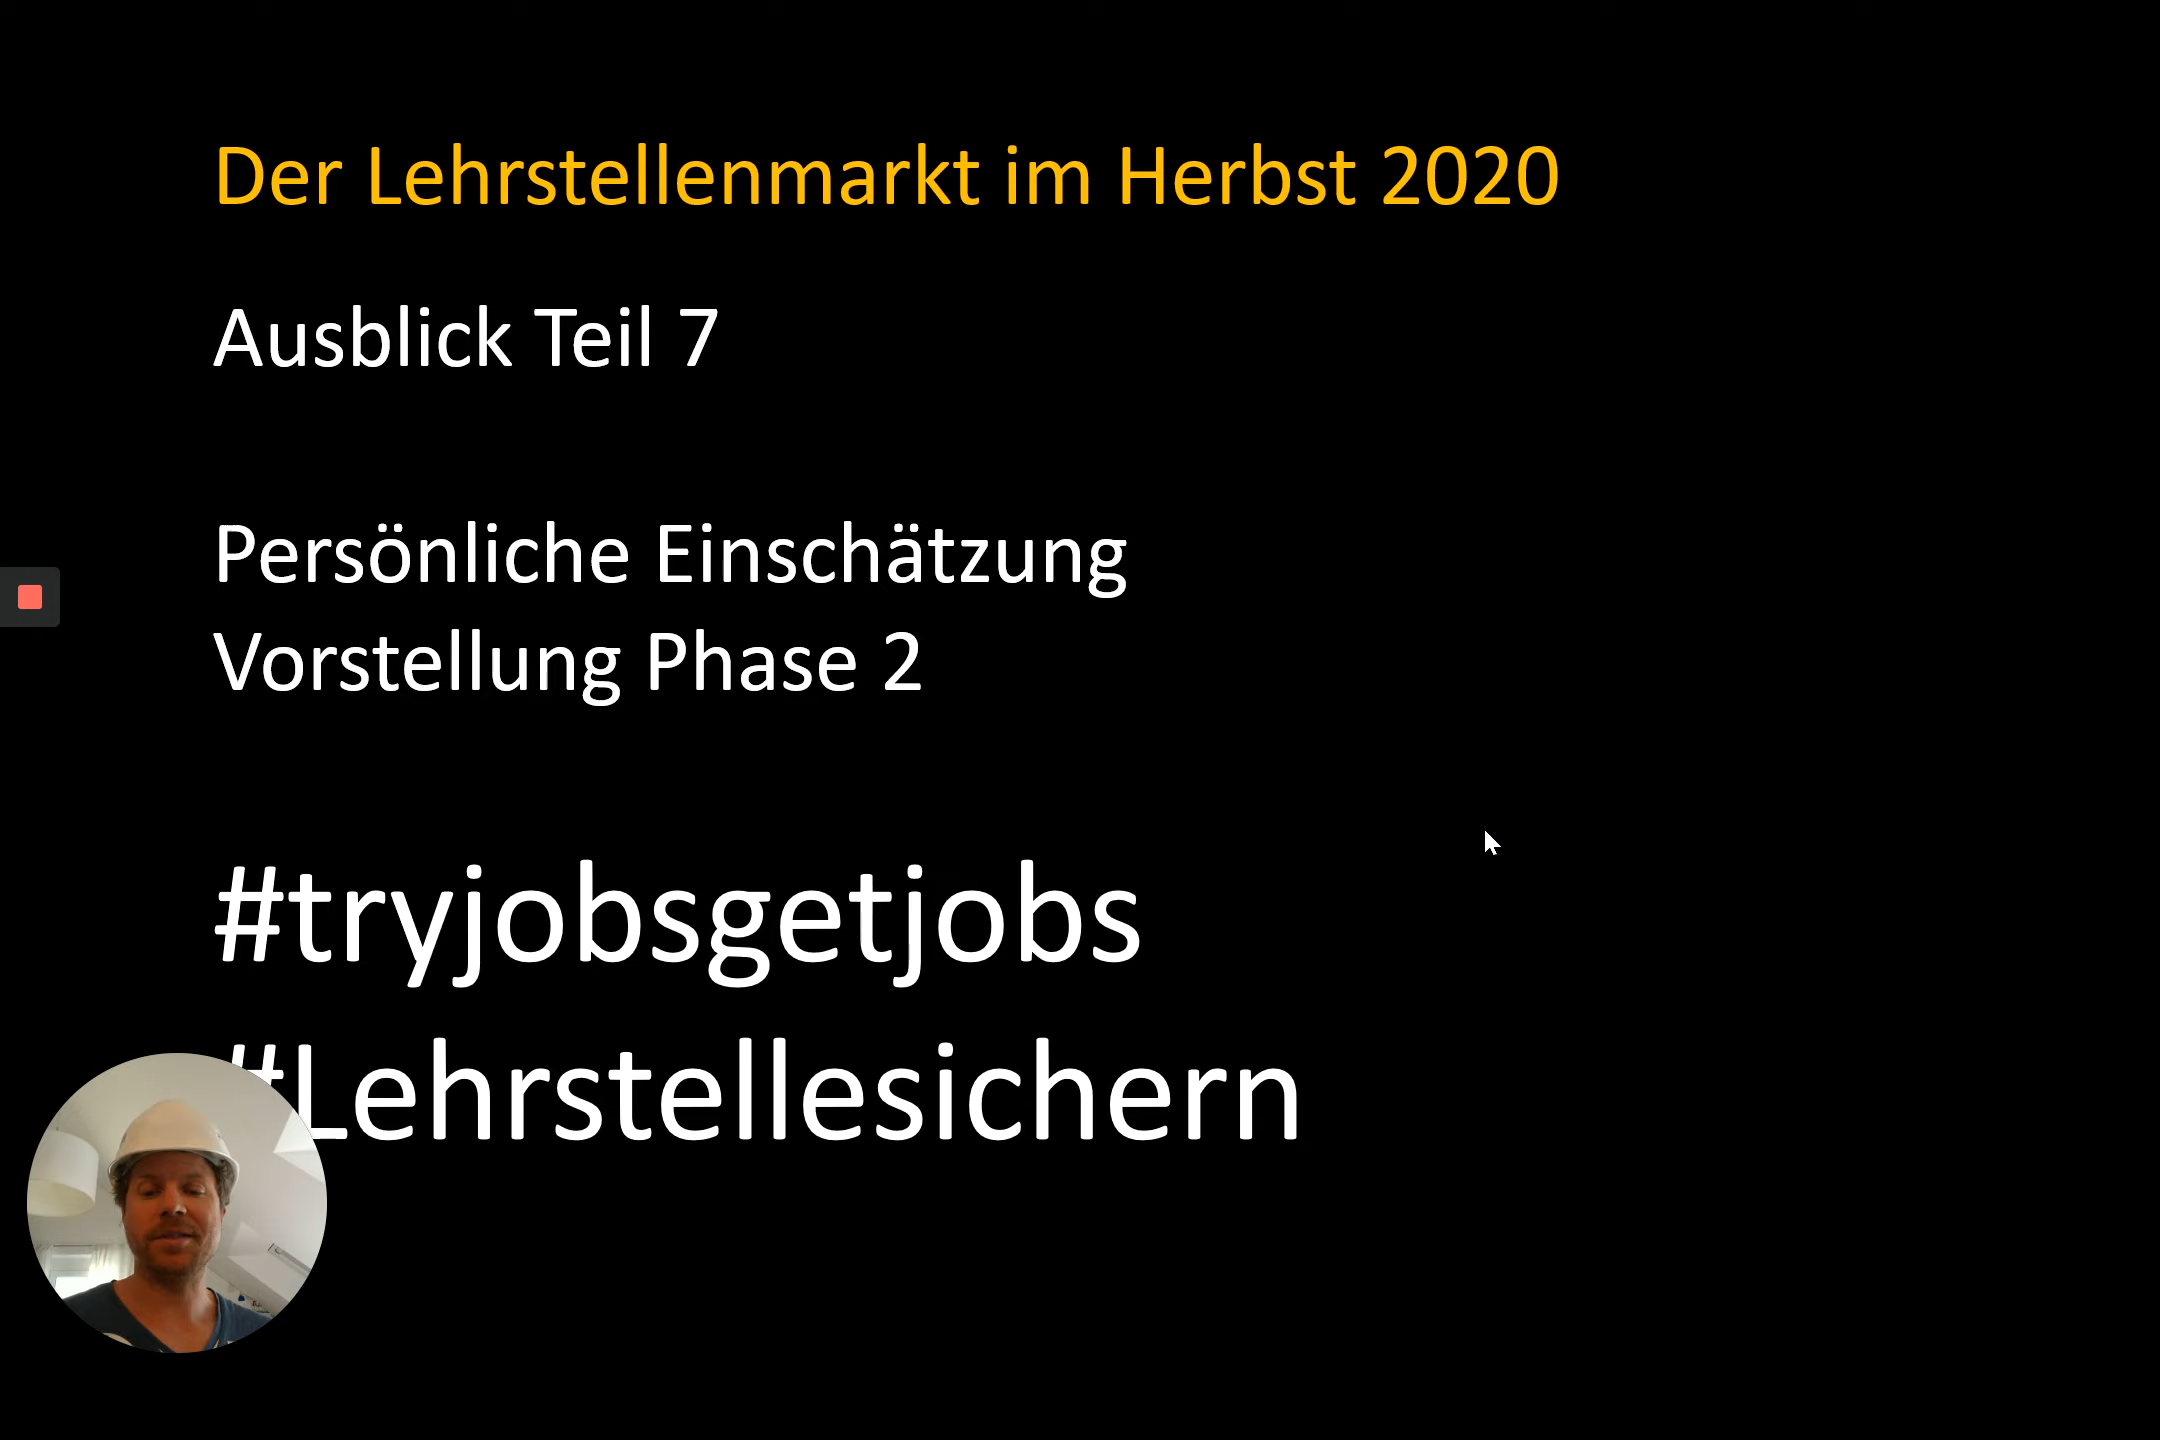 Der Lehrstellenmarkt im Herbst 2020
Ausblick Teil 7
Persönliche Einschätzung
Vorstellung Phase 2
#tryjobsgetjobs
#Lehrstellesichern